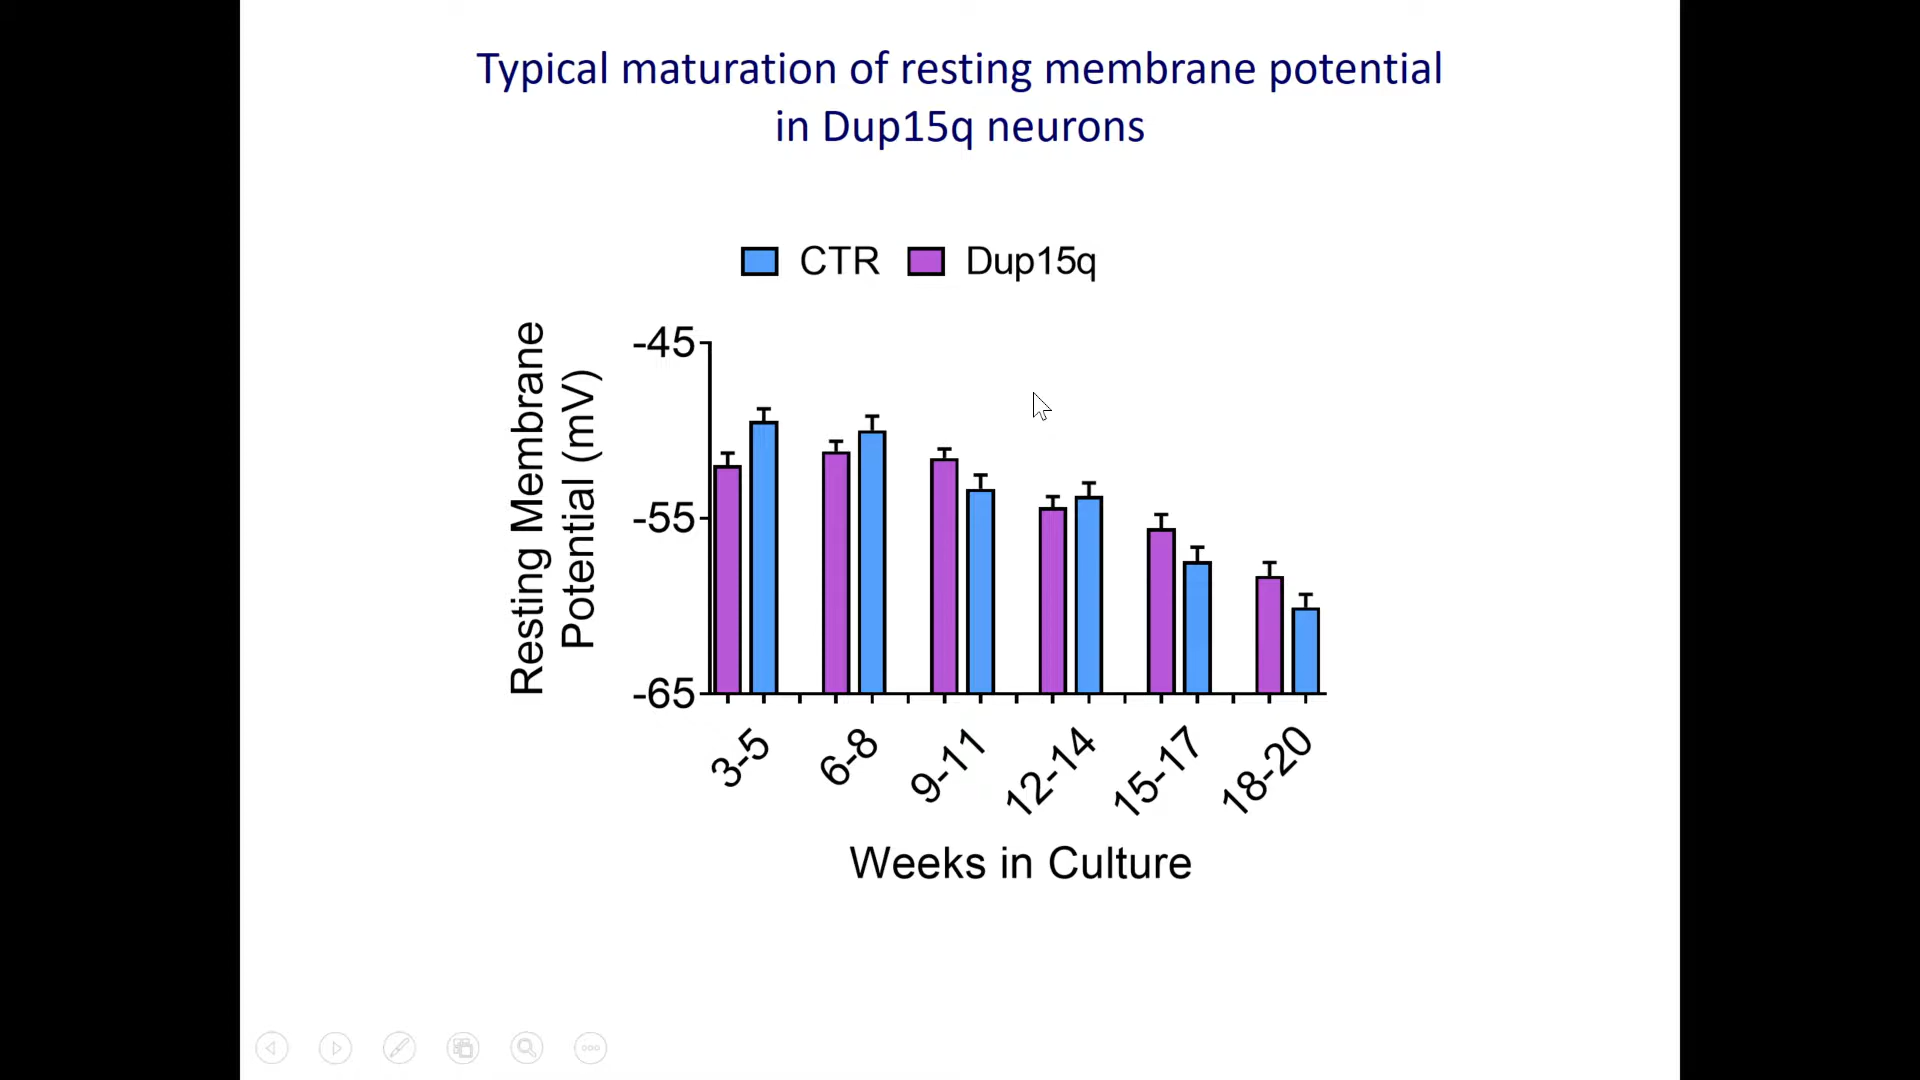 Typical maturation of resting membrane potential
in Dup15q neurons
CTR Dup15q
Resting Membrane
Potential (mV)
-45
-55
-65
3-5 6-8 9-11 12-14 15-17 18-20
Weeks in Culture